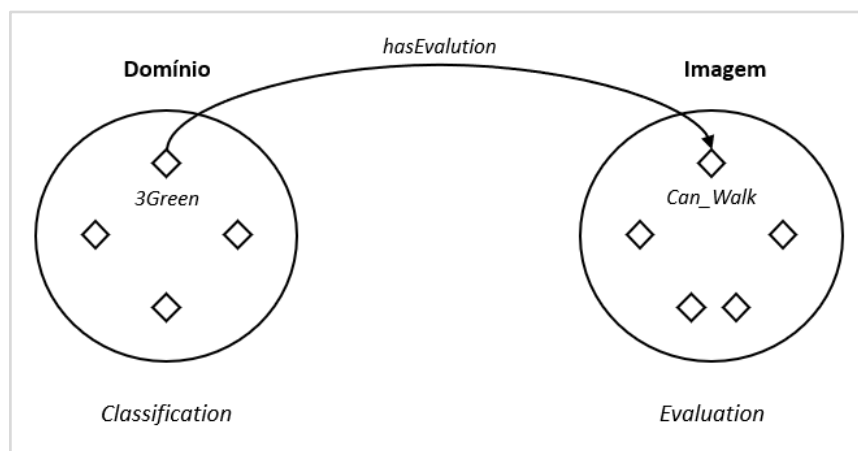 hasEvalution
Domínio
Imagem
3Green
Can_Walk
Classification
Evaluation